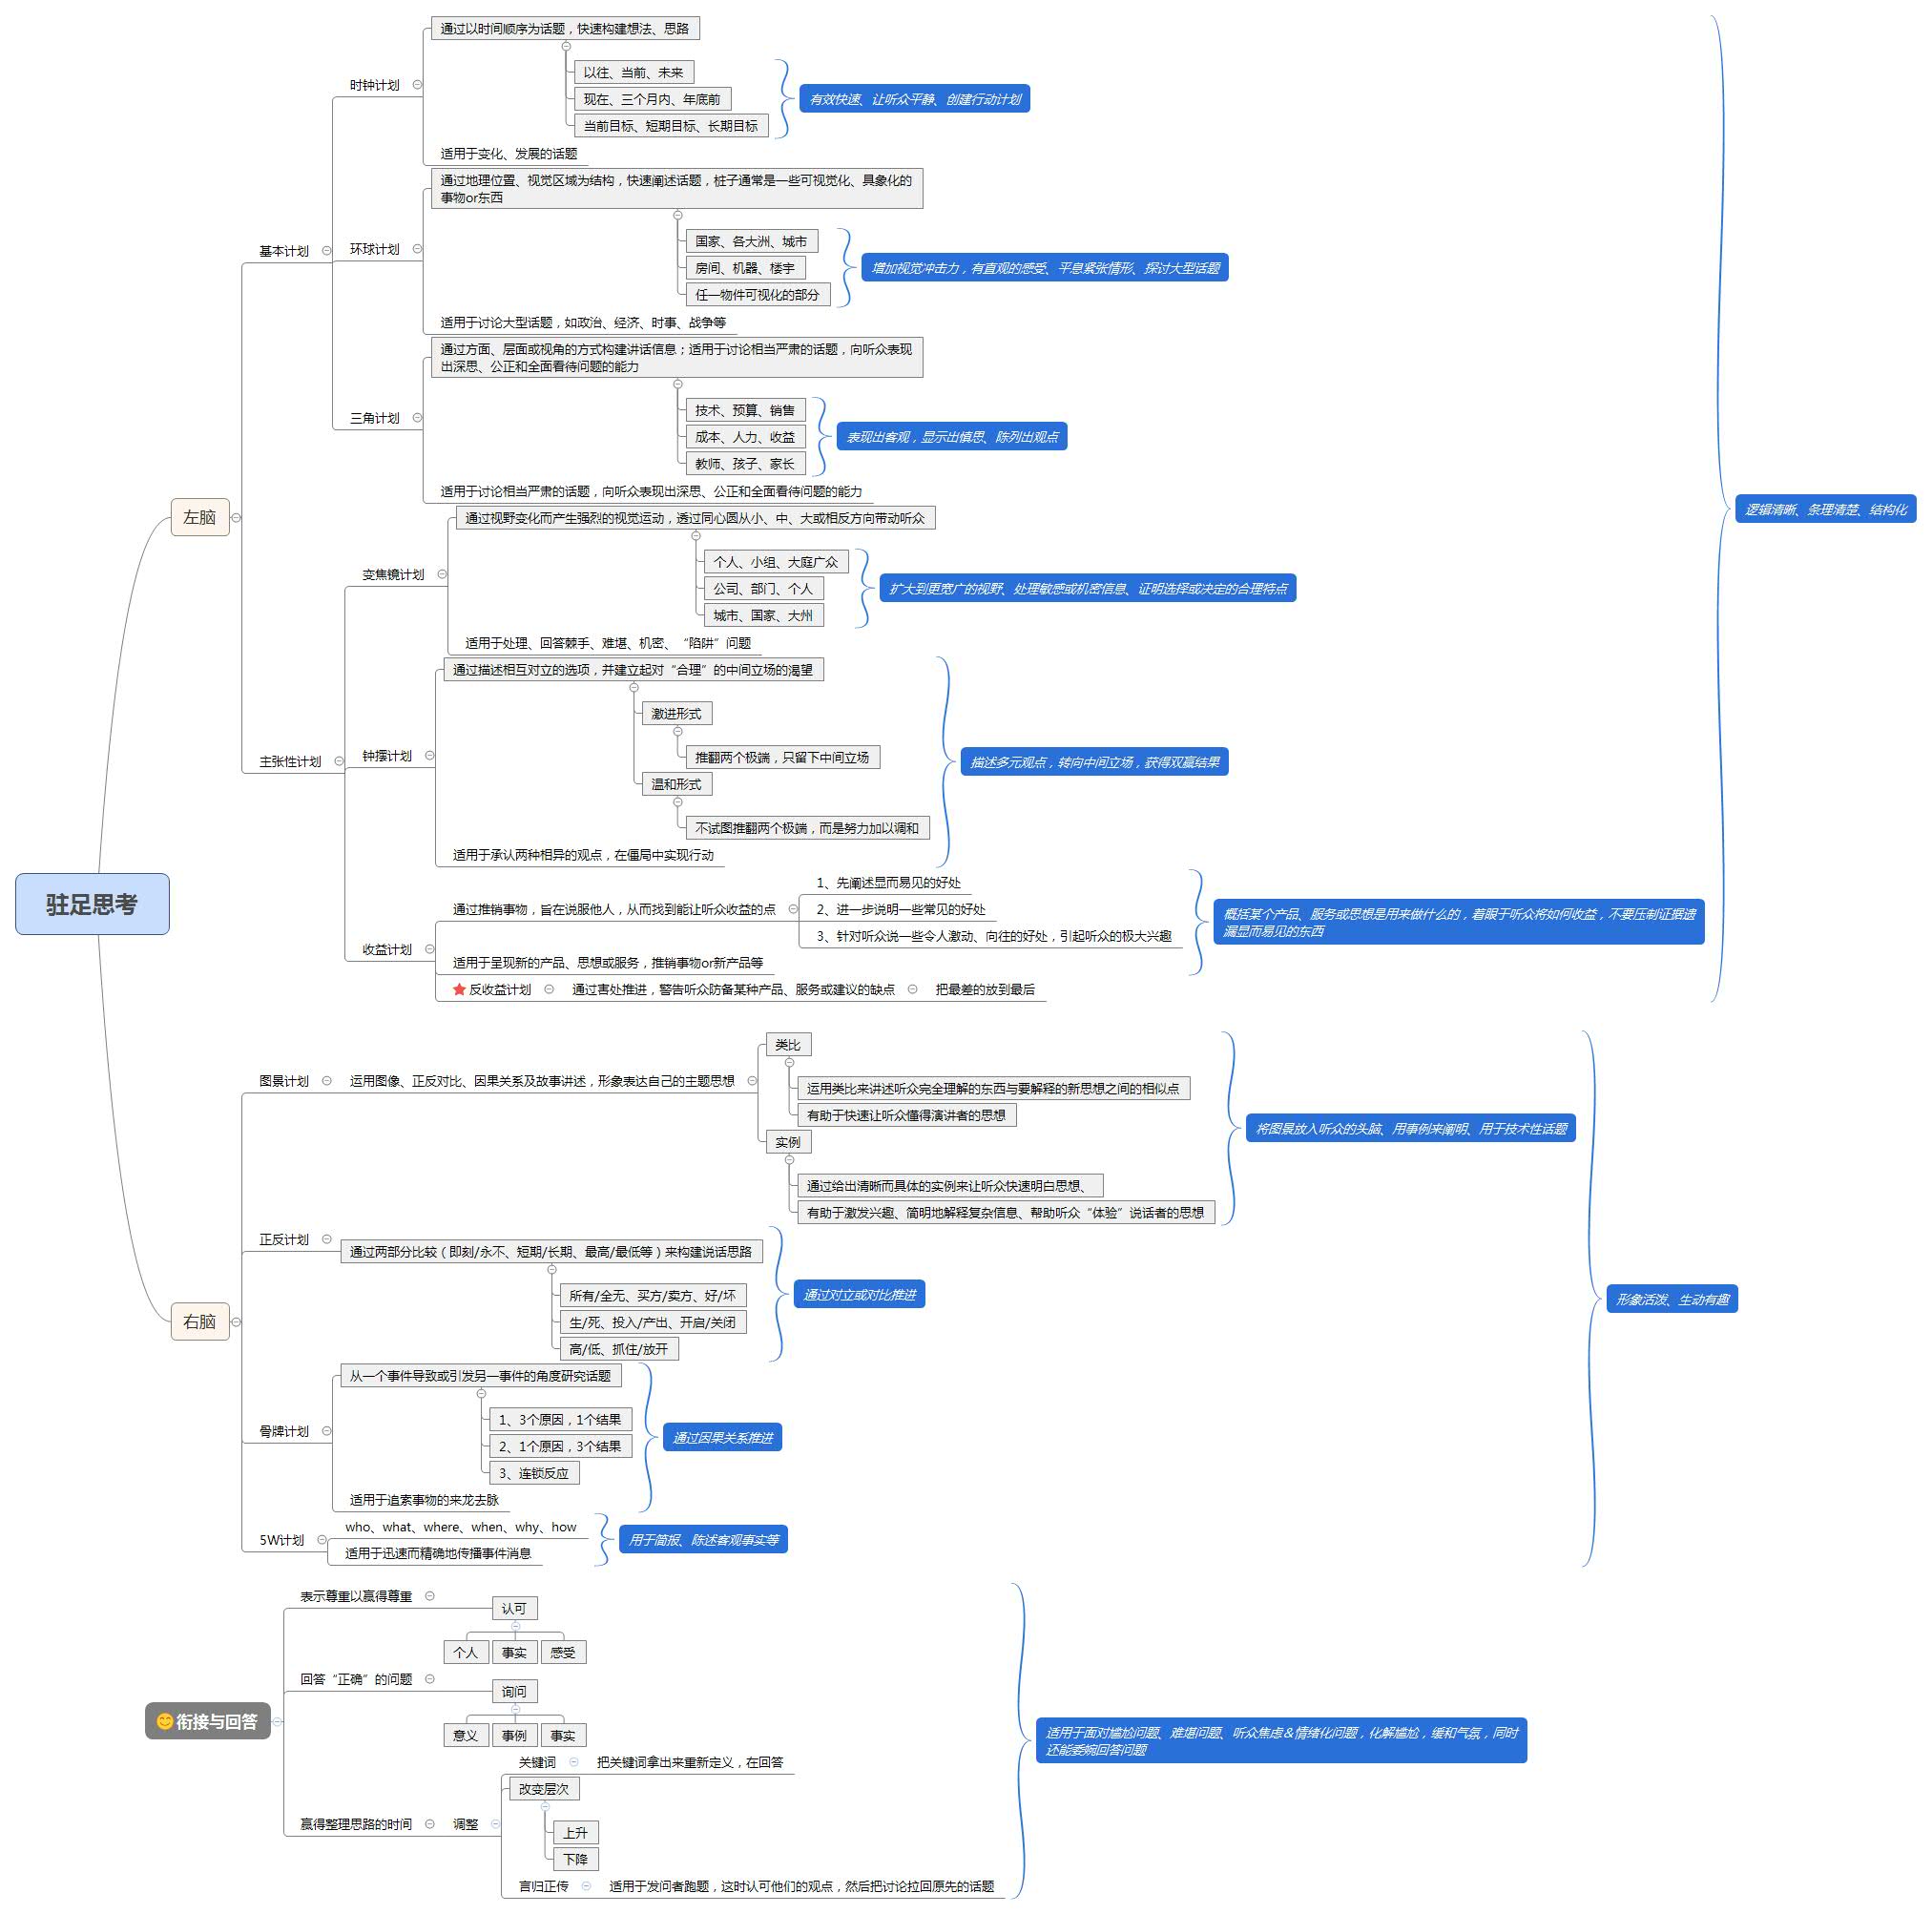 驻足思考
左脑
基本计划
时钟计划
通过以时间顺序为话题，快速构建想法、思路
以往、当前、未来
现在、三个月内、年底前
当前目标、短期目标、长期目标
有效快速、让听众平静、创建行动计划
适用于变化、发展的话题
环球计划
通过地理位置、视觉区域为结构，快速阐述话题，桩子通常是一些可视化、具象化的
事物or东西
国家、各大洲、城市
房间、机器、楼宇
任一物件可视化的部分
增加视觉冲击力，有直观的感受、平息紧张情形、探讨大型话题
适用于讨论大型话题，如政治、经济、时事、战争等
三角计划
通过方面、层面或视角的方式构建讲话信息；适用于讨论相当严肃的话题，向听众表现
出深思、公正和全面看待问题的能力
技术、预算、销售
成本、人力、收益
教师、孩子、家长
表现出客观，显示出慎思、陈列出观点
适用于讨论相当严肃的话题，向听众表现出深思、公正和全面看待问题的能力
主张性计划
变焦镜计划
通过视野变化而产生强烈的视觉运动，透过同心圆从小、中、大或相反方向带动听众
个人、小组、大庭广众
公司、部门、个人
城市、国家、大州
扩大到更宽广的视野、处理敏感或机密信息、证明选择或决定的合理特点
适用于处理、回答棘手、难堪、机密、“陷阱”问题
钟摆计划
通过描述相互对立的选项，并建立起对“合理”的中间立场的渴望
激进形式
推翻两个极端，只留下中间立场
温和形式
不试图推翻两个极端，而是努力加以调和
描述多元观点，转向中间立场，获得双赢结果
适用于承认两种相异的观点，在僵局中实现行动
收益计划
通过推销事物，旨在说服他人，从而找到能让听众收益的点
1、先阐述显而易见的好处
2、进一步说明一些常见的好处
3、针对听众说一些令人激动、向往的好处，引起听众的极大兴趣
概括某个产品、服务或思想是用来做什么的，着眼于听众将如何收益，不要压制证据遗
漏显而易见的东西
适用于呈现新的产品、思想或服务，推销事物or新产品等
反收益计划
通过害处推进，警告听众防备某种产品、服务或建议的缺点
把最差的放到最后
逻辑清晰、条理清楚、结构化
右脑
图景计划
运用图像、正反对比、因果关系及故事讲述，形象表达自己的主题思想
类比
运用类比来讲述听众完全理解的东西与要解释的新思想之间的相似点
有助于快速让听众懂得演讲者的思想
实例
通过给出清晰而具体的实例来让听众快速明白思想、
有助于激发兴趣、简明地解释复杂信息、帮助听众“体验”说话者的思想
将图景放入听众的头脑、用事例来阐明、用于技术性话题
正反计划
通过两部分比较（即刻/永不、短期/长期、最高/最低等）来构建说话思路
所有/全无、买方/卖方、好/坏
生/死、投入/产出、开启/关闭
高/低、抓住/放开
通过对立或对比推进
骨牌计划
从一个事件导致或引发另一事件的角度研究话题
1、3个原因，1个结果
2、1个原因，3个结果
3、连锁反应
通过因果关系推进
适用于追索事物的来龙去脉
5W计划
who、what、where、when、why、how
适用于迅速而精确地传播事件消息
用于简报、陈述客观事实等
形象活泼、生动有趣
衔接与回答
表示尊重以赢得尊重
认可
个人
事实
感受
回答“正确”的问题
询问
意义
事例
事实
赢得整理思路的时间
调整
关键词
把关键词拿出来重新定义，在回答
改变层次
上升
下降
言归正传
适用于发问者跑题，这时认可他们的观点，然后把讨论拉回原先的话题
适用于面对尴尬问题、难堪问题、听众焦虑&情绪化问题，化解尴尬，缓和气氛，同时
还能委婉回答问题